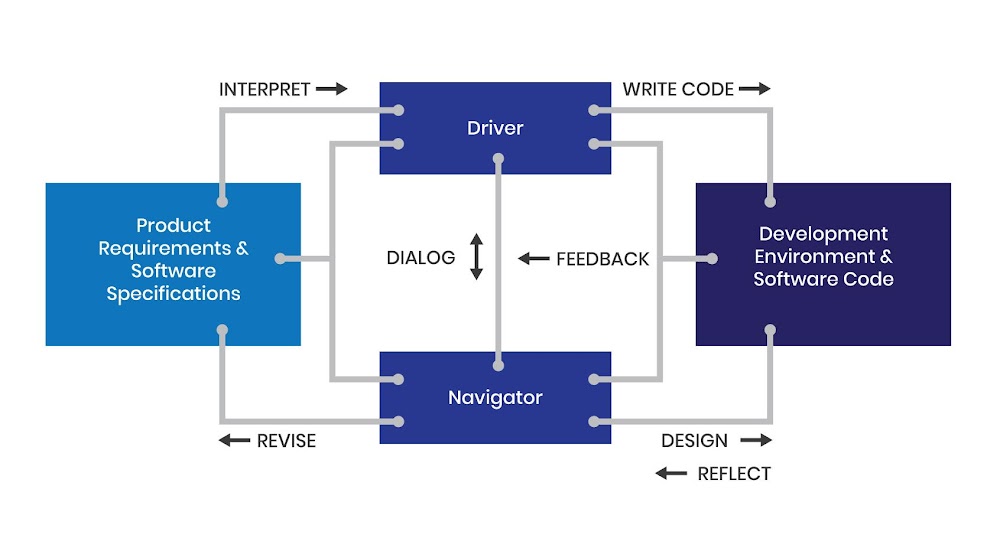 INTERPRET
WRITE CODE
Driver
Product
Requirements &
Software
Specifications
DIALOG
FEEDBACK
Development
Environment &
Software Code
Navigator
REVISE
DESIGN
REFLECT